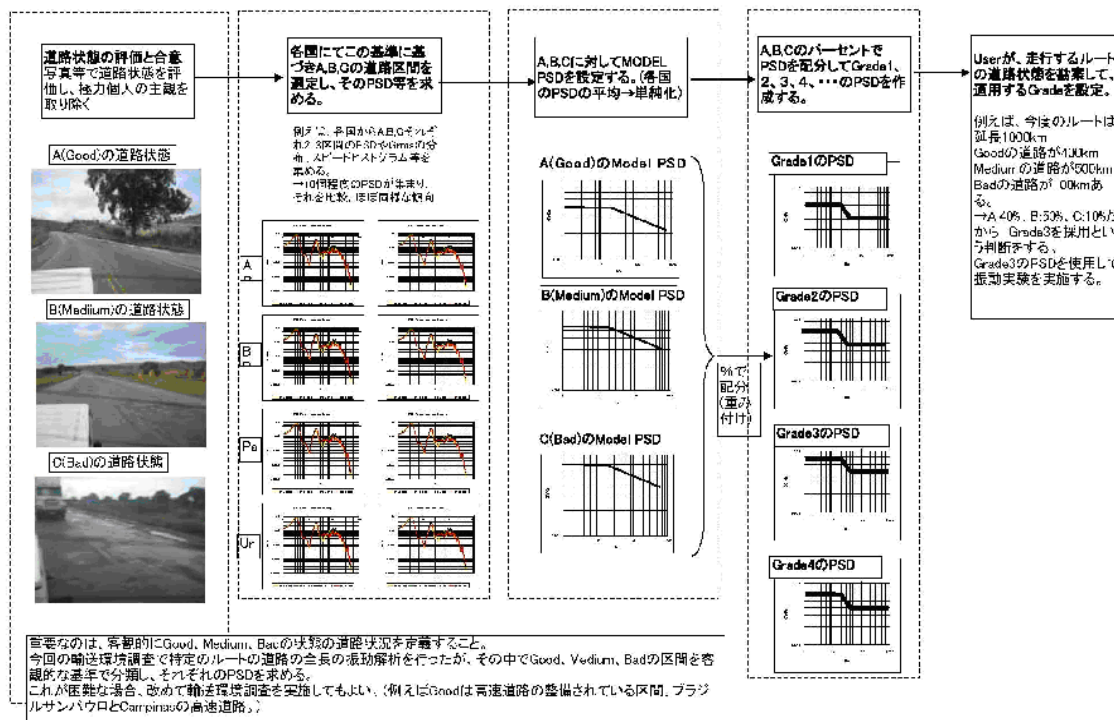 道路状態の評価と合意
写真等で道路状態を評
価し、極力個人の主観を
取り除く
A(Good)の道路状態
B(Mediium)の道路状態
C(Bad)の道路状態
各国にてこの基準に基
づきA,B,Cの道路区間を
選定し、そのPSD等を求
める。
例えば、各国からA,B,Cそれぞ
れ2-3区間のPSDやGrmsの分
布、スピードヒストグラム等を
求める。
→10個程度のPSDが集まり、
それを比較、ほぼ同様な傾向
A
B
Pa
Ur
A,B,Cに対してMODEL
PSDを設定する。(各国
のPSDの平均→単純化)
A(Good)のModel PSD
B(Medium)のModel PSD
C(Bad)のModel PSD
%で
配分
(重み
付け)
A,B,Cのパーセントで
PSDを配分してGrade1、
2、3、4、・・・のPSDを作
成する。
Grade1のPSD
Grade2のPSD
Grade3のPSD
Grade4のPSD
Userが、走行するルート
の道路状態を勘案して、
適用するGradeを設定。
例えば、今度のルートは
延長1000km
Goodの道路が400km
Mediumの道路が500km
Badの道路が 00kmあ
る。
→A:40%、B:50%、C:10%だ
から Grade3を採用とい
う判断をする。
Grade3のPSDを使用して
振動実験を実施する。
重要なのは、客観的にGood、Medium、Badの状態の道路状況を定義すること。
今回の輸送環境調査で特定のルートの道路の全長の振動解析を行ったが、その中でGood、Medium、Badの区間を客
観的な基準で分類し、それぞれのPSDを求める。
これが困難な場合、改めて輸送環境調査を実施してもよい。(例えばGoodは高速道路の整備されている区間、ブラジ
ルサンパウロとCampinasの高速道路。)